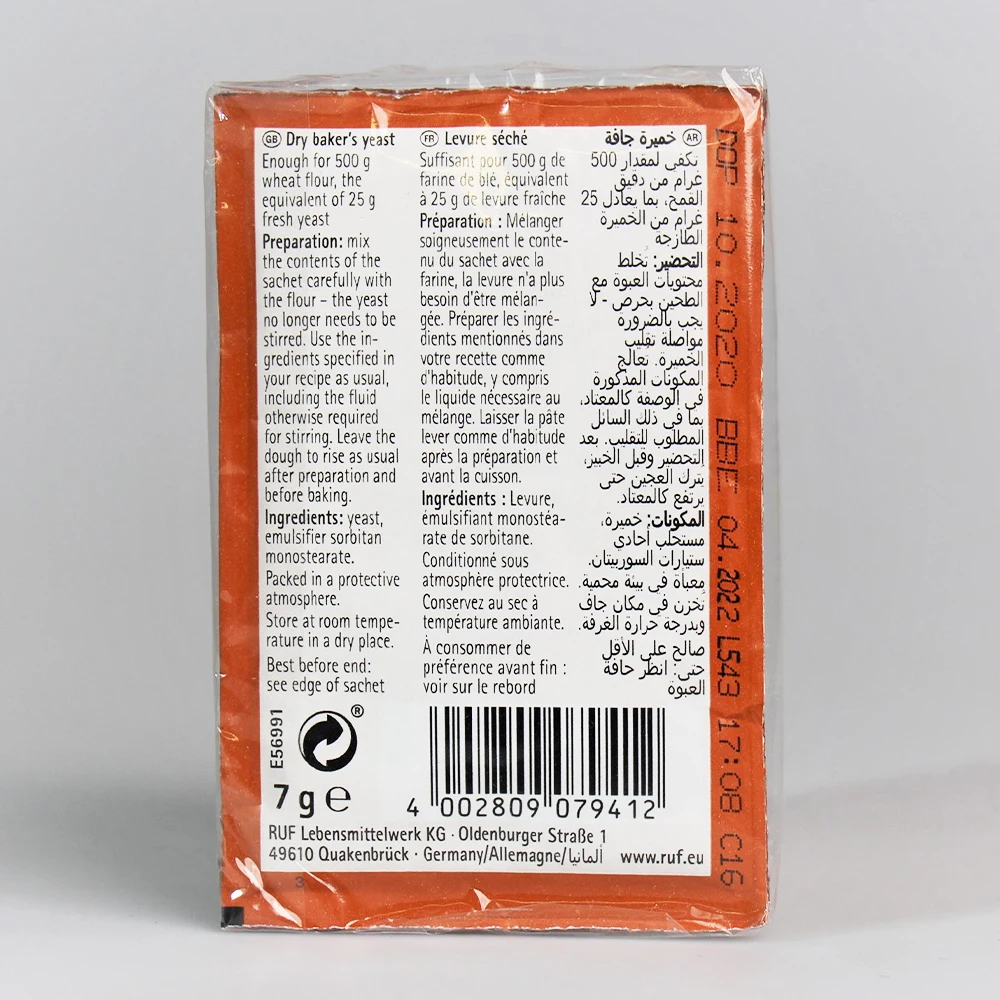 GB Dry baker's yeast
Enough for 500 g
wheat flour, the
equivalent of 25 g
fresh yeast
Preparation: mix
the contents of the
sachet carefully with
the flour – the yeast
no longer needs to be
stirred. Use the in-
gredients specified in
your recipe as usual,
including the fluid
otherwise required
for stirring. Leave the
dough to rise as usual
after preparation and
before baking.
Ingredients: yeast,
emulsifier sorbitan
monostearate.
Packed in a protective
atmosphere.
Store at room tempe-
rature in a dry place.
Best before end:
see edge of sachet
FR Levure séché
Suffisant pour 500 g de
farine de blé, équivalent
à 25 g de levure fraîche
Préparation : Mélanger
soigneusement le conte-
nu du sachet avec la
farine, la levure n'a plus
besoin d'être mélan-
gée. Préparer les ingré-
dients mentionnés dans
votre recette comme
d'habitude, y compris
le liquide nécessaire au
mélange. Laisser la pâte
lever comme d'habitude
après la préparation et
avant la cuisson.
Ingrédients : Levure,
émulsifiant monostéa-
rate de sorbitane.
Conditionné sous
atmosphère protectrice.
Conservez au sec à
température ambiante.
À consommer de
préférence avant fin :
voir sur le rebord
AR خميرة جافة
تكفي لمقدار 500
غرام من دقيق
القمح، بما يعادل 25
غرام من الخميرة
الطازجة
التحضير: تُخلط
محتويات العبوة مع
الطحين بحرص - لا
يجب بالضرورة
مواصلة تقليب
الخميرة. تعالج
المكونات المذكورة
في الوصفة كالمعتاد،
بما في ذلك السائل
المطلوب للتقليب. بعد
التحضير وقبل الخبيز،
يترك العجين حتى
يرتفع كالمعتاد.
المكونات: خميرة،
مستحلب أحادي
ستيارات السوربيتان.
معبأة في بيئة محمية.
تخزن في مكان جاف
وبدرجة حرارة الغرفة.
صالح على الأقل
حتى: انظر حافة
العبوة
DOP 10.2020 BBE 04.2022 L543 17:08 C16
E56991
®
7 g e
4 002809 079412
RUF Lebensmittelwerk KG · Oldenburger Straße 1
49610 Quakenbrück · Germany/Allemagne/ألمانيا www.ruf.eu
3